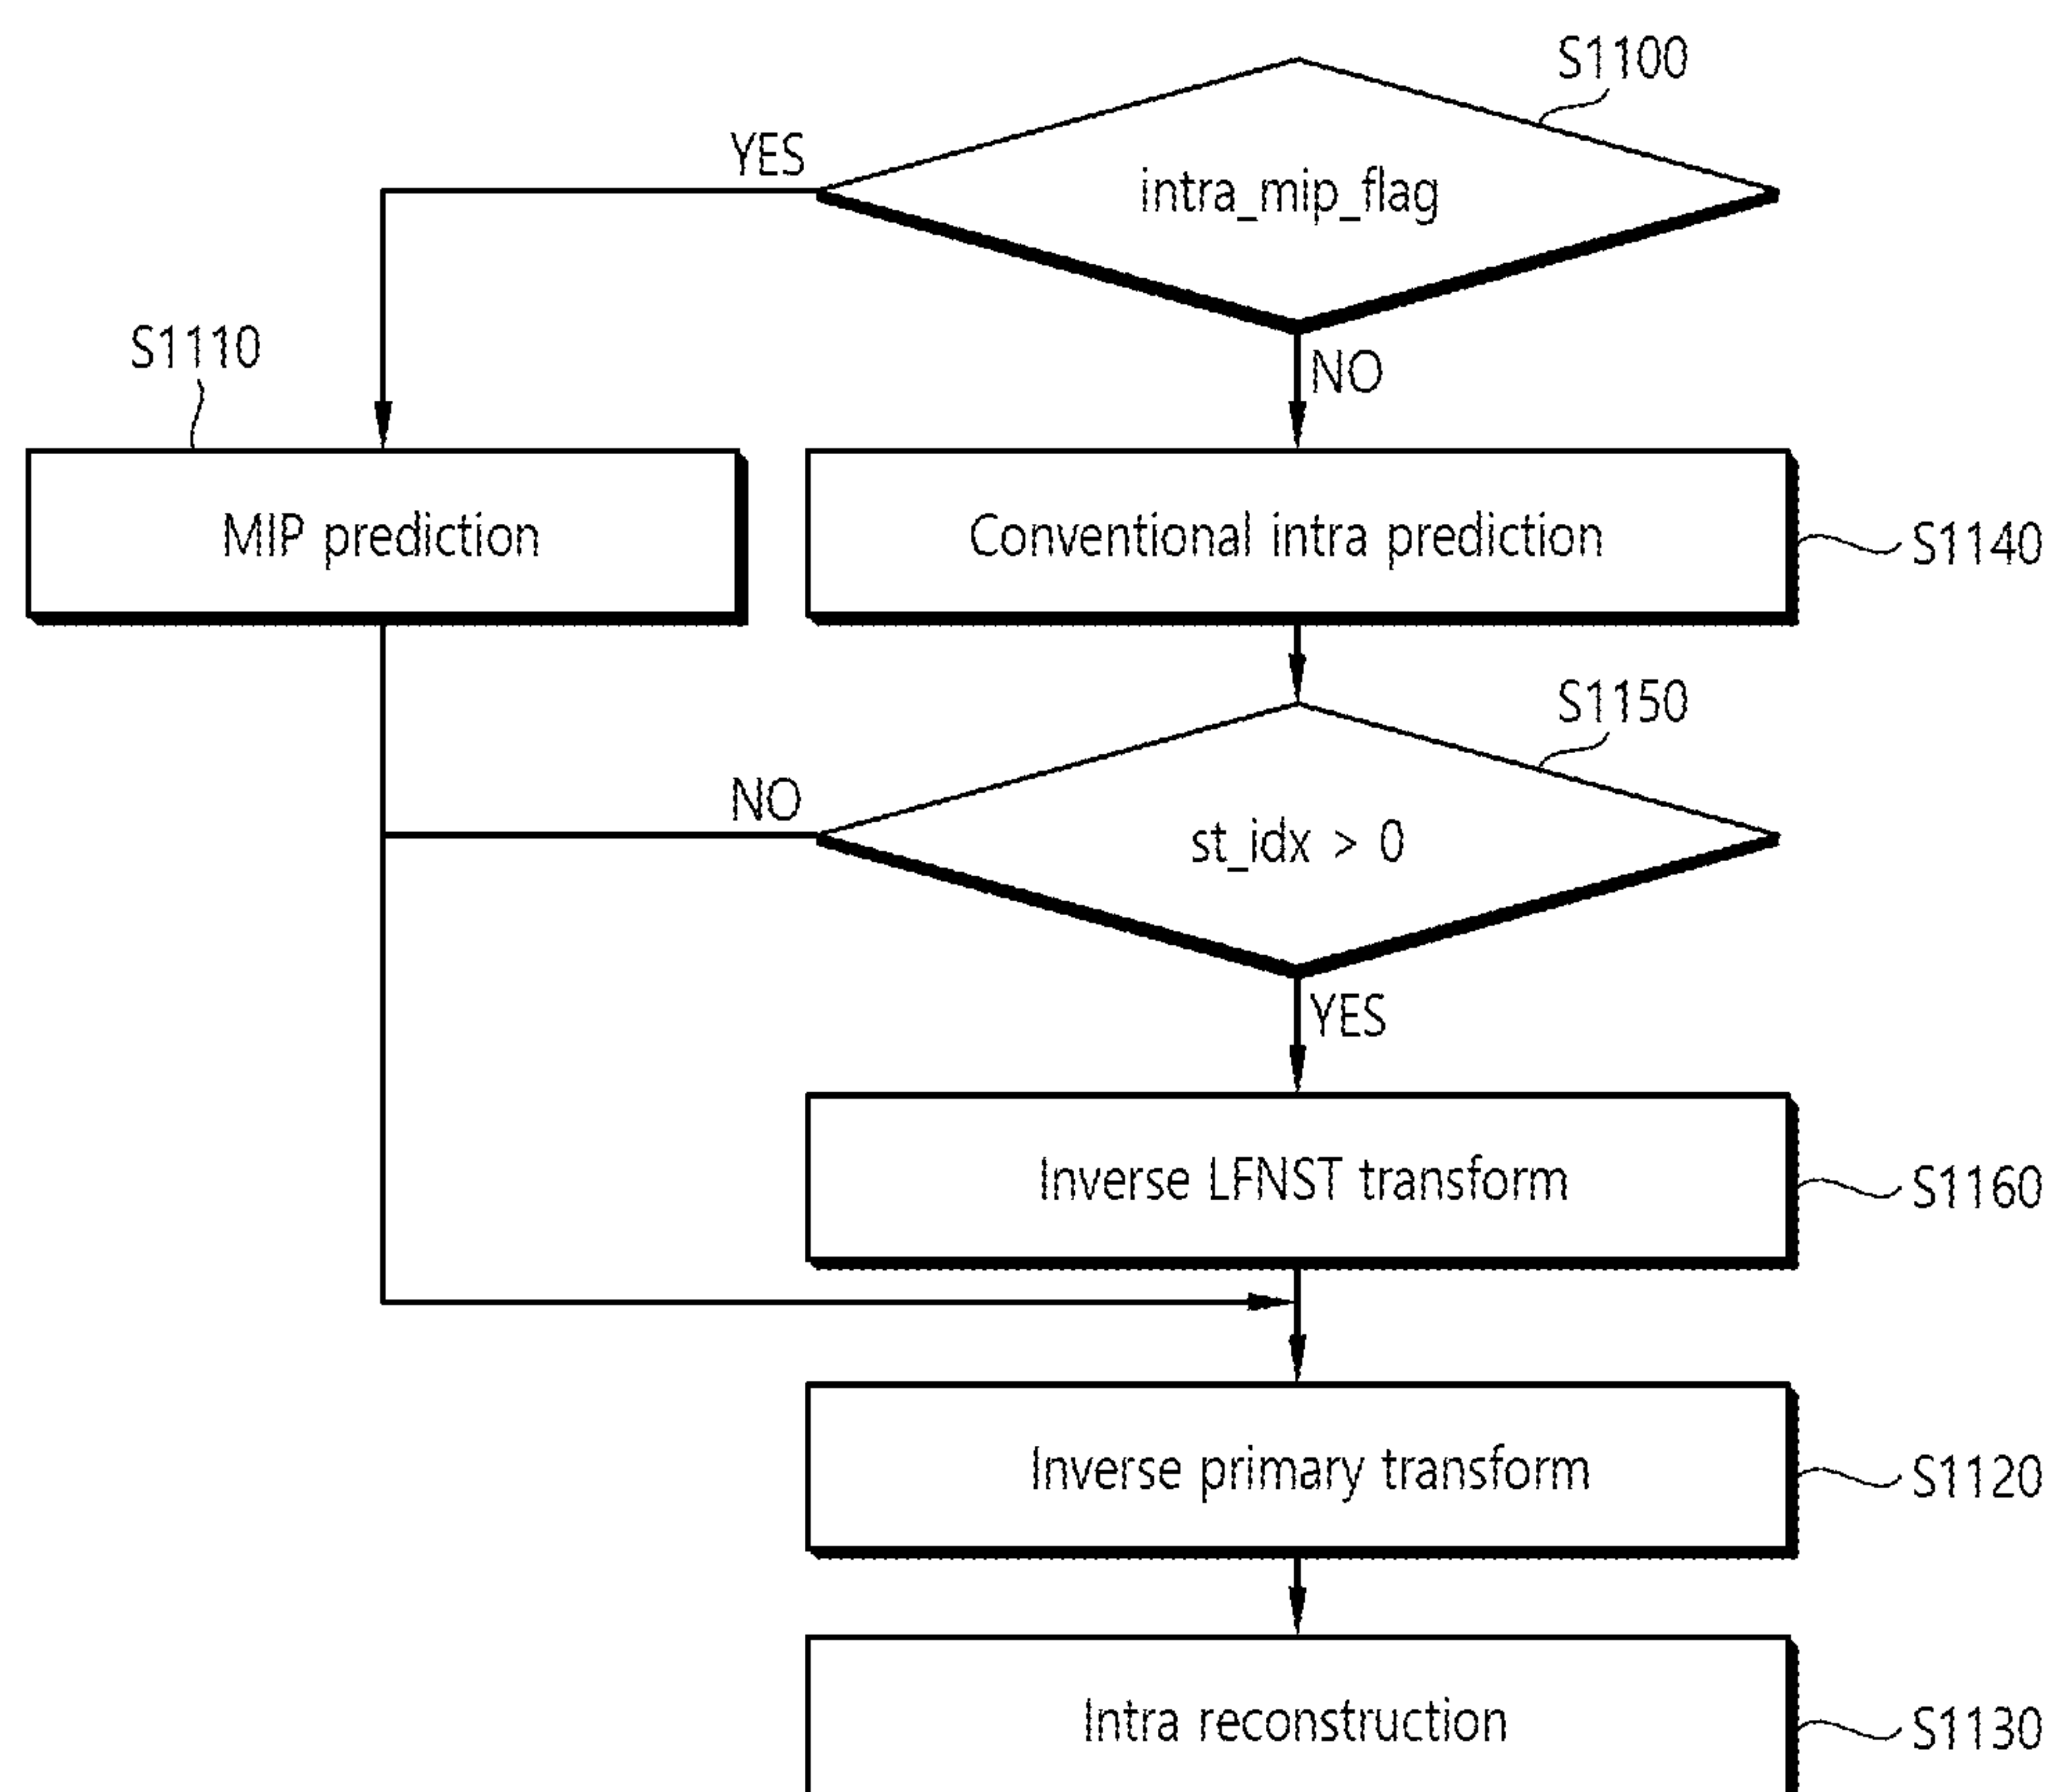 S1100
YES
intra_mip_flag
S1110
NO
MIP prediction
Conventional intra prediction
S1140
S1150
NO
st_idx > 0
YES
Inverse LFNST transform
S1160
Inverse primary transform
S1120
Intra reconstruction
S1130